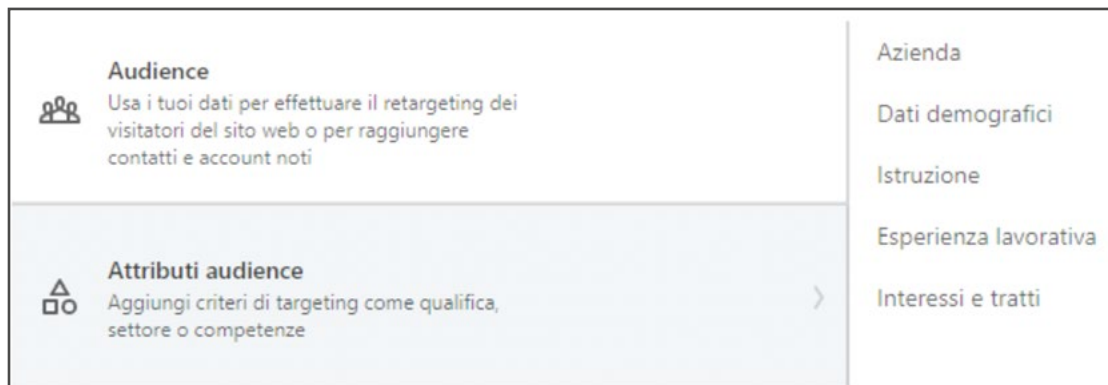 Audience
Usa i tuoi dati per effettuare il retargeting dei
visitatori del sito web o per raggiungere
contatti e account noti
Attributi audience
Aggiungi criteri di targeting come qualifica,
settore o competenze
Azienda
Dati demografici
Istruzione
Esperienza lavorativa
Interessi e tratti